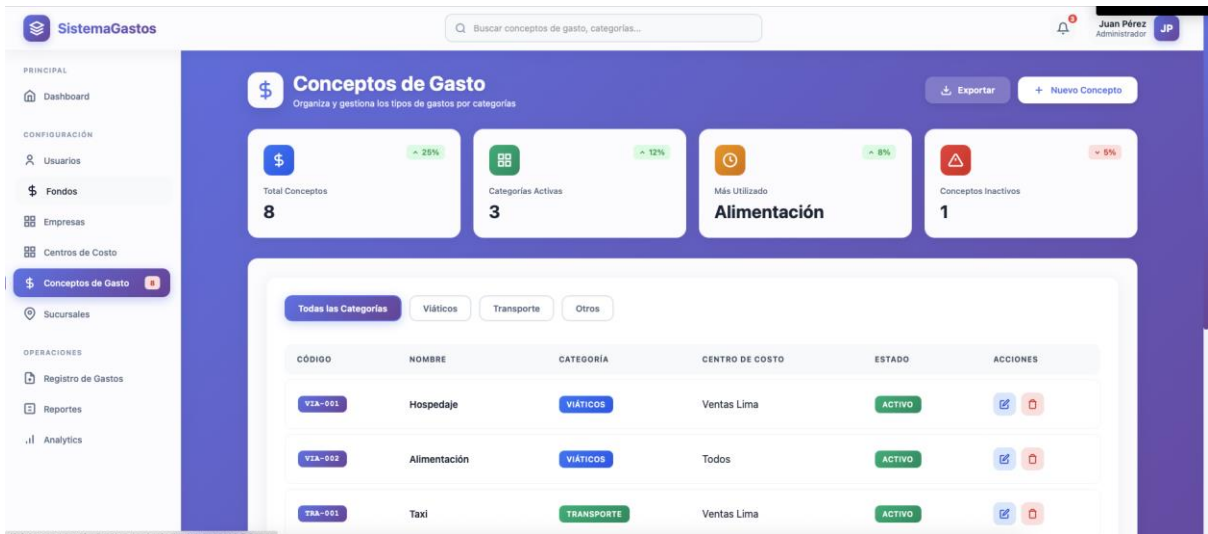 SistemaGastos
Buscar conceptos de gasto, categorías...
3
Juan Pérez
Administrador
JP
PRINCIPAL
Dashboard
CONFIGURACIÓN
Usuarios
Fondos
Empresas
Centros de Costo
Conceptos de Gasto 8
Sucursales
OPERACIONES
Registro de Gastos
Reportes
Analytics
Conceptos de Gasto
Organiza y gestiona los tipos de gastos por categorías
Exportar
+ Nuevo Concepto
25%
Total Conceptos
8
12%
Categorías Activas
3
8%
Más Utilizado
Alimentación
5%
Conceptos Inactivos
1
Todas las Categorías Viáticos Transporte Otros
CÓDIGO NOMBRE CATEGORÍA CENTRO DE COSTO ESTADO ACCIONES
VIA-001 Hospedaje VIÁTICOS Ventas Lima ACTIVO
VIA-002 Alimentación VIÁTICOS Todos ACTIVO
TRA-001 Taxi TRANSPORTE Ventas Lima ACTIVO